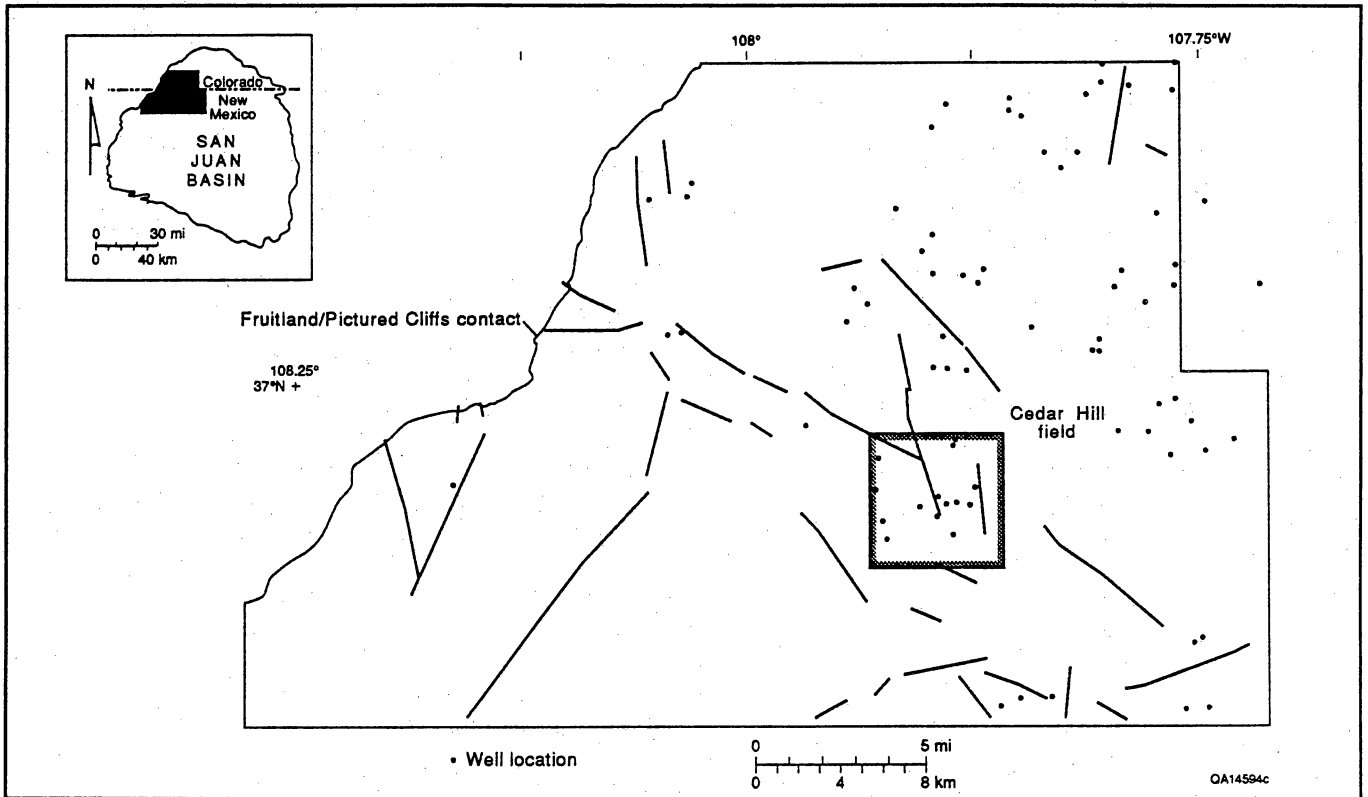 108°
107.75°W
N
Colorado
New
Mexico
SAN
JUAN
BASIN
0 30 mi
0 40 km
Fruitland/Pictured Cliffs contact
108.25°
37°N +
Cedar Hill
field
• Well location
0 5 mi
0 4 8 km
QA14594c